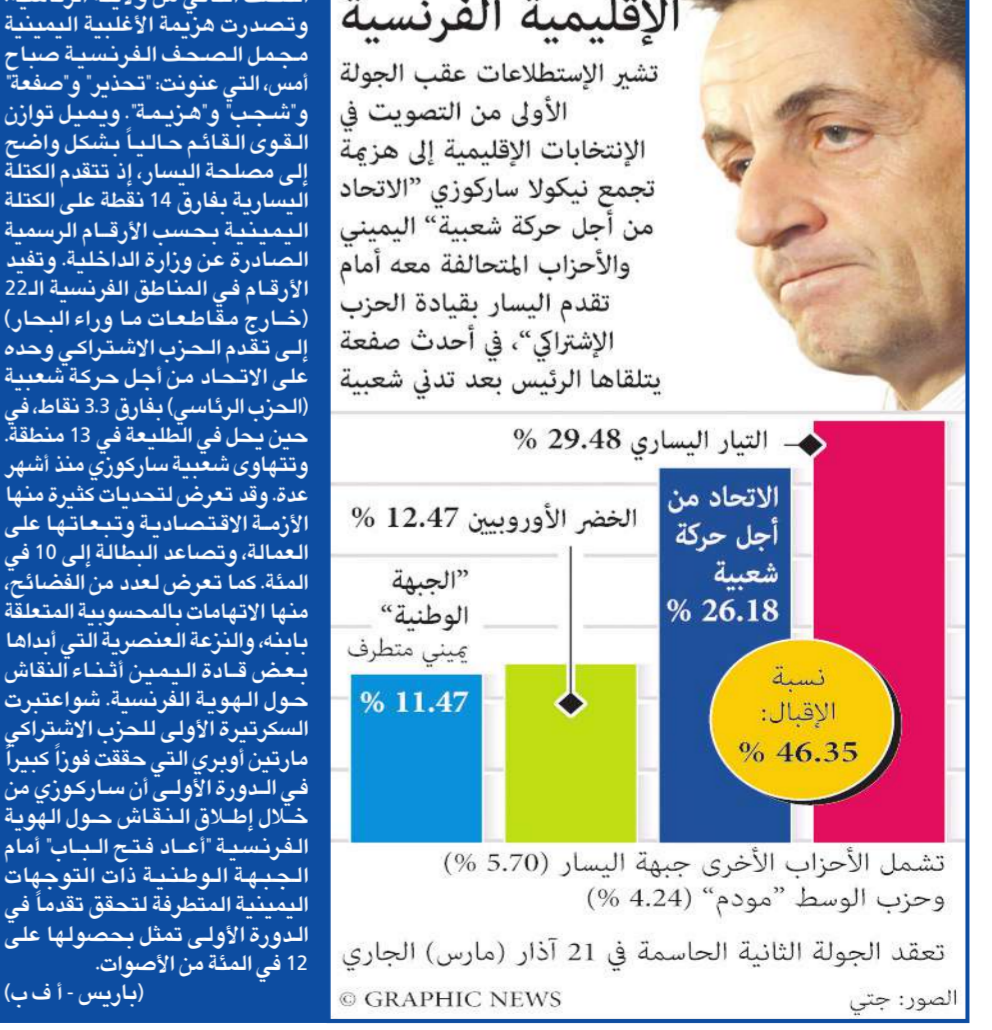 الإقليمية الفرنسية
تشير الإستطلاعات عقب الجولة
الأولى من التصويت في
الإنتخابات الإقليمية إلى هزيمة
تجمع نيكولا ساركوزي ”الاتحاد
من أجل حركة شعبية“ اليميني
والأحزاب المتحالفة معه أمام
تقدم اليسار بقيادة الحزب
الإشتراكي“، في أحدث صفعة
يتلقاها الرئيس بعد تدني شعبية
التيار اليساري 29.48 %
الاتحاد من
أجل حركة
شعبية
26.18 %
الخضر الأوروبيين 12.47 %
”الجبهة
الوطنية“
يميني متطرف
11.47 %
نسبة
الإقبال:
46.35 %
تشمل الأحزاب الأخرى جبهة اليسار (5.70 %)
وحزب الوسط ”مودم“ (4.24 %)
تعقد الجولة الثانية الحاسمة في 21 آذار (مارس) الجاري
الصور: جتي
© GRAPHIC NEWS
وتصدرت هزيمة الأغلبية اليمينية
مجمل الصحف الفرنسية صباح
أمس، التي عنونت: "تحذير" و"صفعة"
و"شجب" و"هزيمة". ويميل توازن
القوى القائم حالياً بشكل واضح
إلى مصلحة اليسار، إذ تتقدم الكتلة
اليسارية بفارق 14 نقطة على الكتلة
اليمينية بحسب الأرقام الرسمية
الصادرة عن وزارة الداخلية. وتفيد
الأرقام في المناطق الفرنسية الـ22
(خارج مقاطعات ما وراء البحار)
إلى تقدم الحزب الاشتراكي وحده
على الاتحاد من أجل حركة شعبية
(الحزب الرئاسي) بفارق 3.3 نقاط، في
حين يحل في الطليعة في 13 منطقة.
وتتهاوى شعبية ساركوزي منذ أشهر
عدة. وقد تعرض لتحديات كثيرة منها
الأزمة الاقتصادية وتبعاتها على
العمالة، وتصاعد البطالة إلى 10 في
المئة. كما تعرض لعدد من الفضائح،
منها الاتهامات بالمحسوبية المتعلقة
بابنه، والنزعة العنصرية التي أبداها
بعض قادة اليمين أثناء النقاش
حول الهوية الفرنسية. شواعتبرت
السكرتيرة الأولى للحزب الاشتراكي
مارتين أوبري التي حققت فوزاً كبيراً
في الدورة الأولى أن ساركوزي من
خلال إطلاق النقاش حول الهوية
الفرنسية "أعاد فتح الباب" أمام
الجبهة الوطنية ذات التوجهات
اليمينية المتطرفة لتحقق تقدماً في
الدورة الأولى تمثل بحصولها على
12 في المئة من الأصوات.
(باريس - أ ف ب)